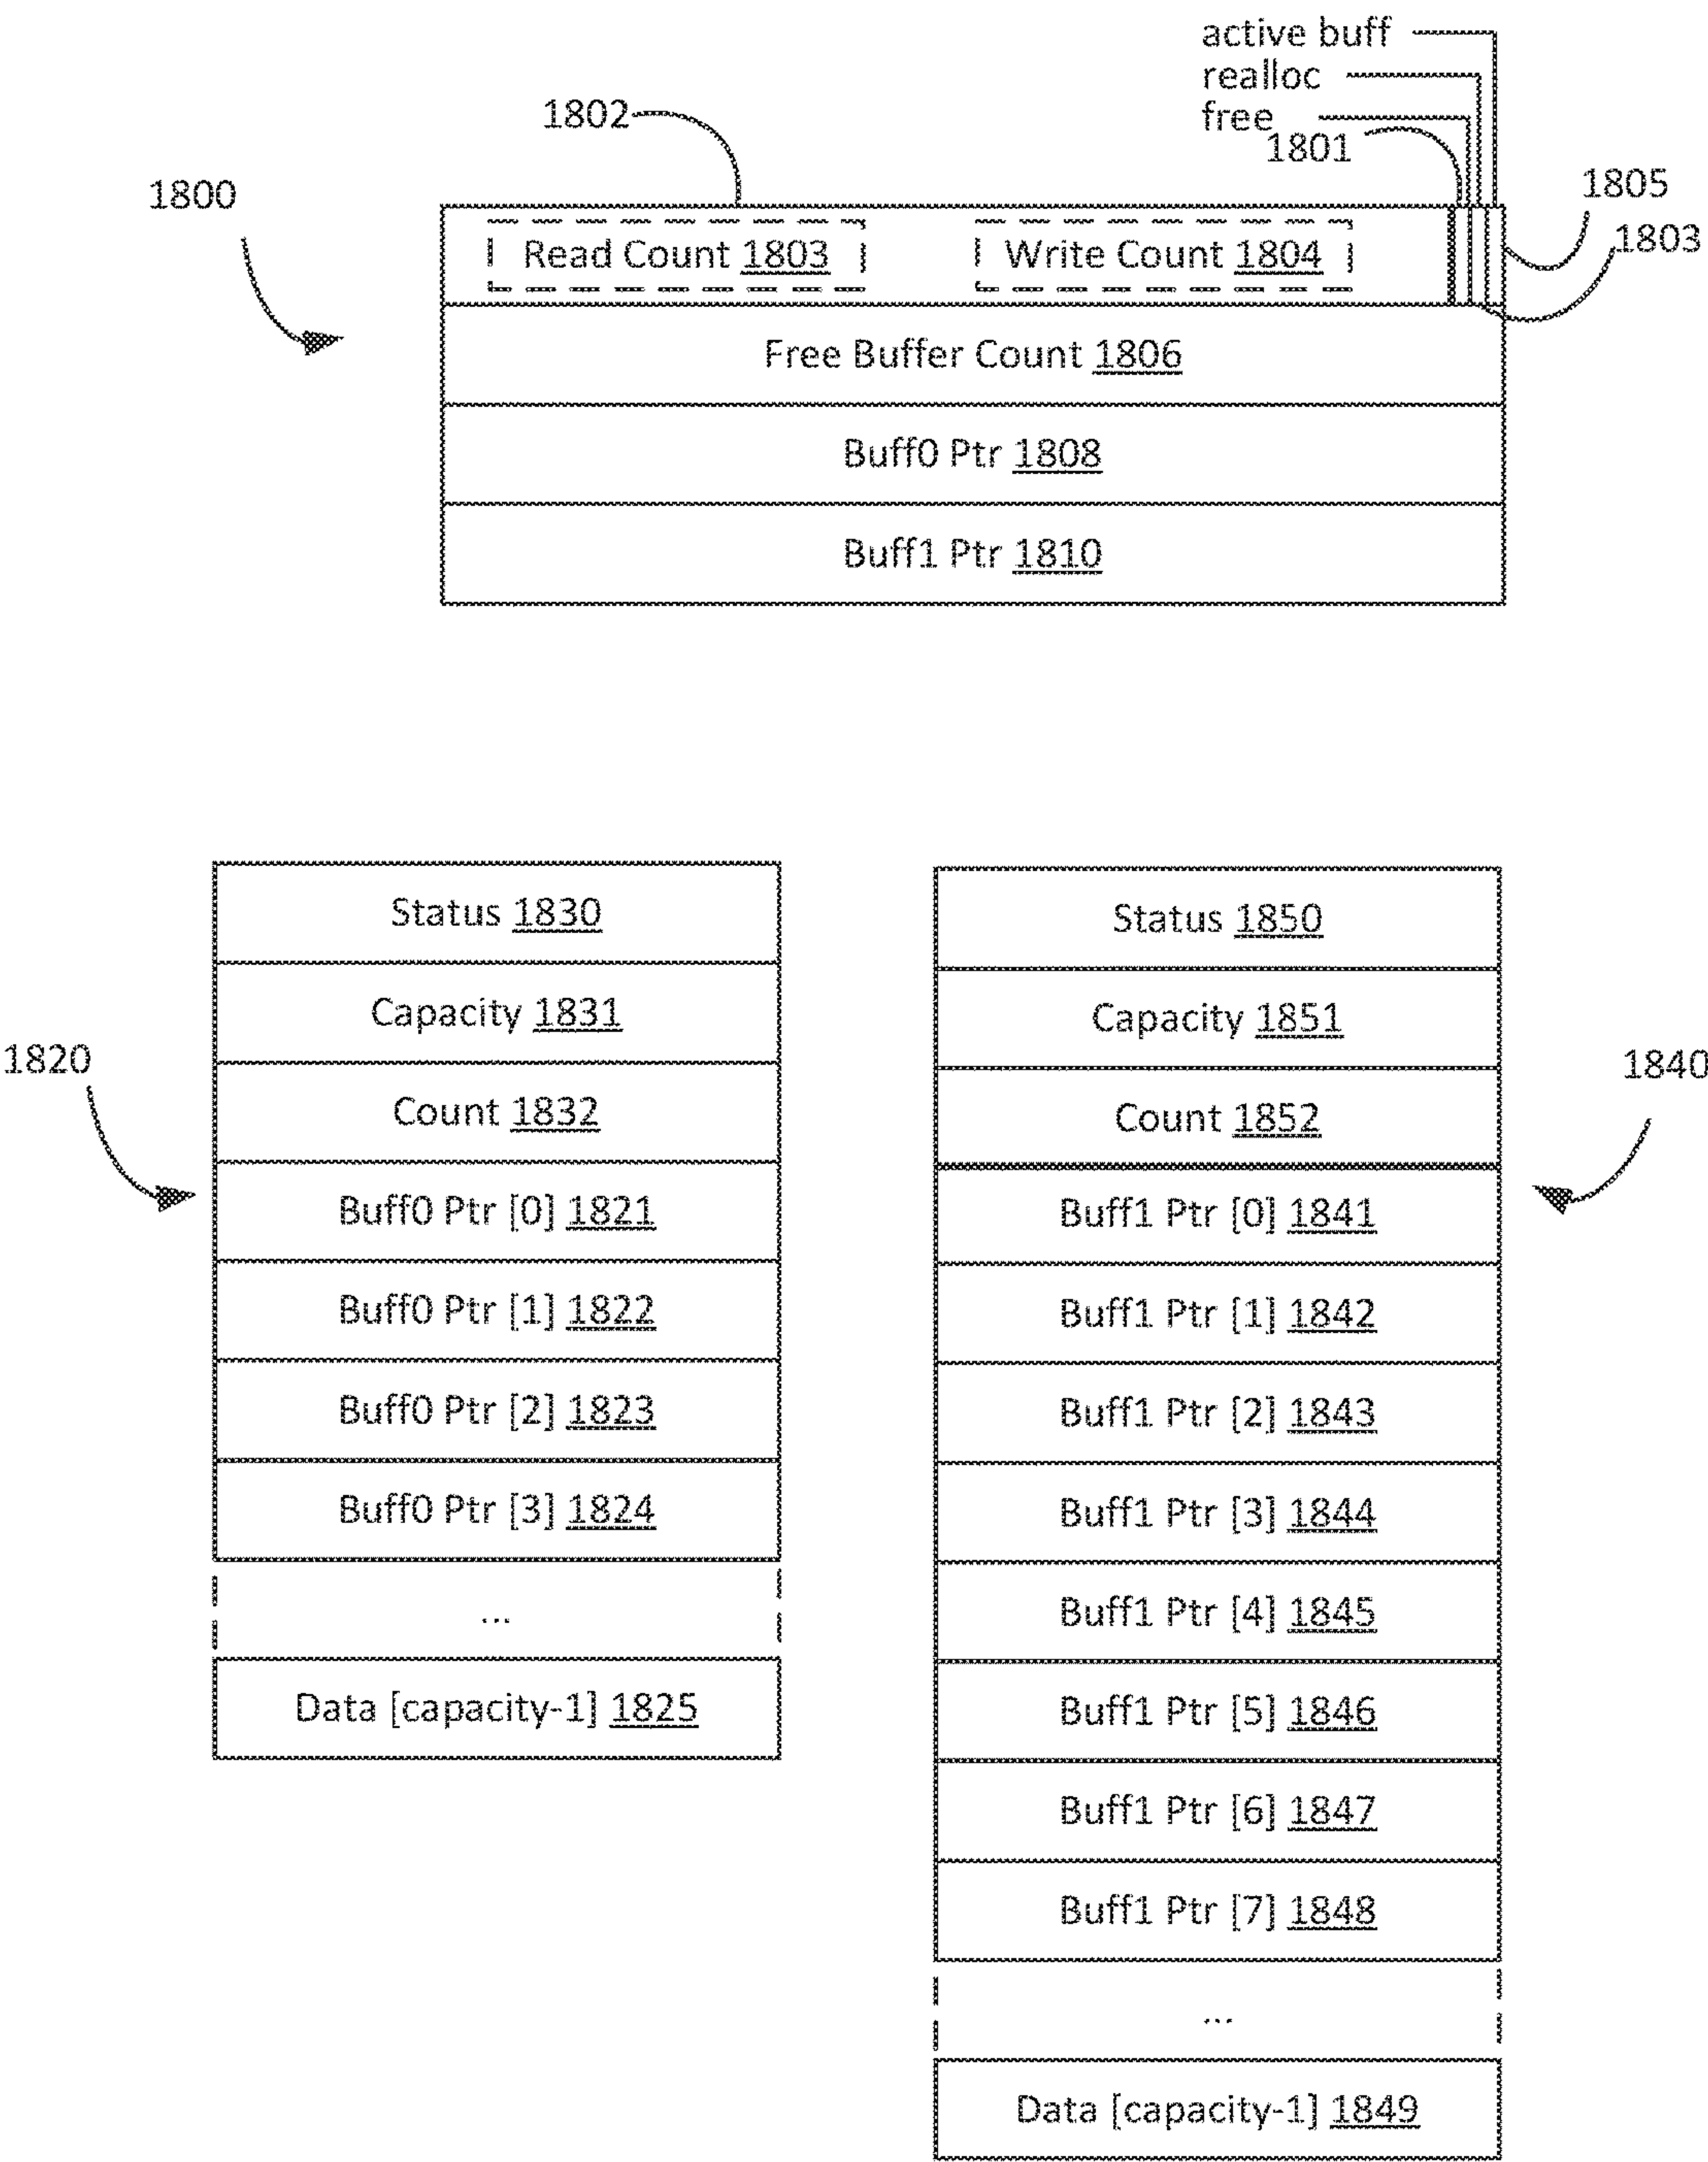 active buff
realloc
free
1801
1802
1800
1805
1803
Read Count 1803
Write Count 1804
Free Buffer Count 1806
Buff0 Ptr 1808
Buff1 Ptr 1810
1820
Status 1830
Capacity 1831
Count 1832
Buff0 Ptr [0] 1821
Buff0 Ptr [1] 1822
Buff0 Ptr [2] 1823
Buff0 Ptr [3] 1824
...
Data [capacity-1] 1825
1840
Status 1850
Capacity 1851
Count 1852
Buff1 Ptr [0] 1841
Buff1 Ptr [1] 1842
Buff1 Ptr [2] 1843
Buff1 Ptr [3] 1844
Buff1 Ptr [4] 1845
Buff1 Ptr [5] 1846
Buff1 Ptr [6] 1847
Buff1 Ptr [7] 1848
...
Data [capacity-1] 1849